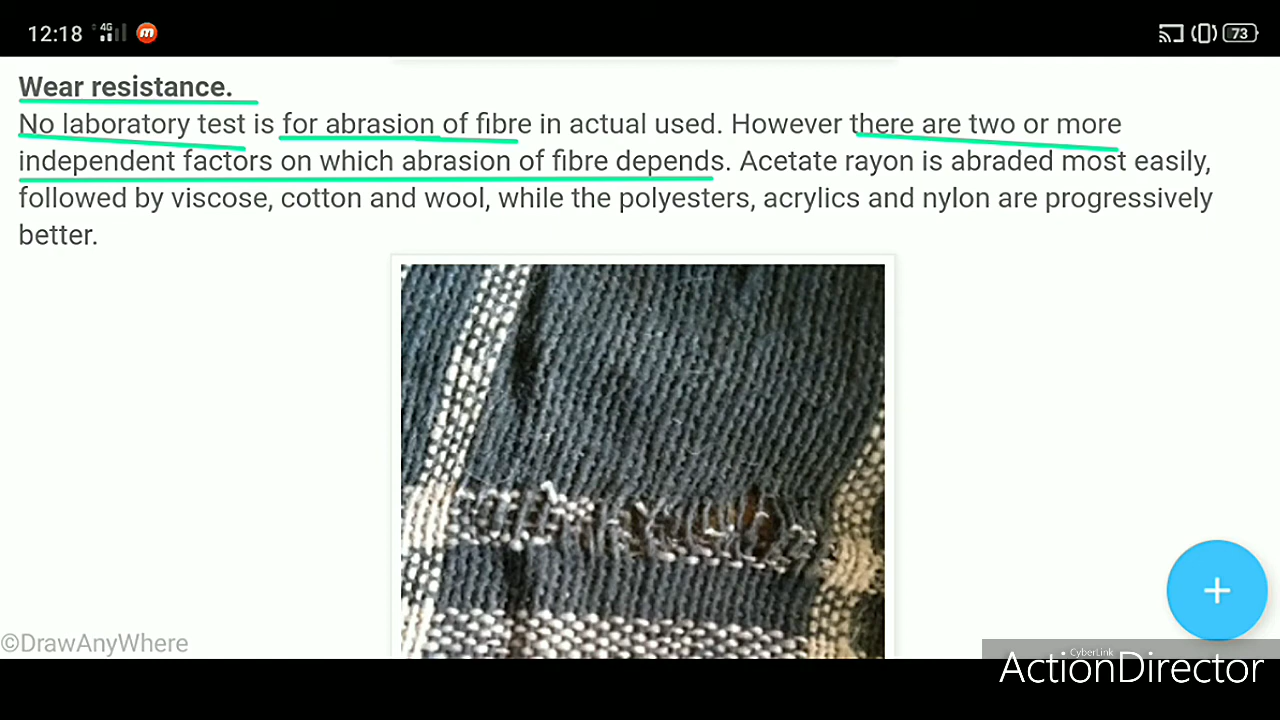 12:18 4G 73
Wear resistance.
No laboratory test is for abrasion of fibre in actual used. However there are two or more
independent factors on which abrasion of fibre depends. Acetate rayon is abraded most easily,
followed by viscose, cotton and wool, while the polyesters, acrylics and nylon are progressively
better.
+
©DrawAnyWhere
CyberLink
ActionDirector